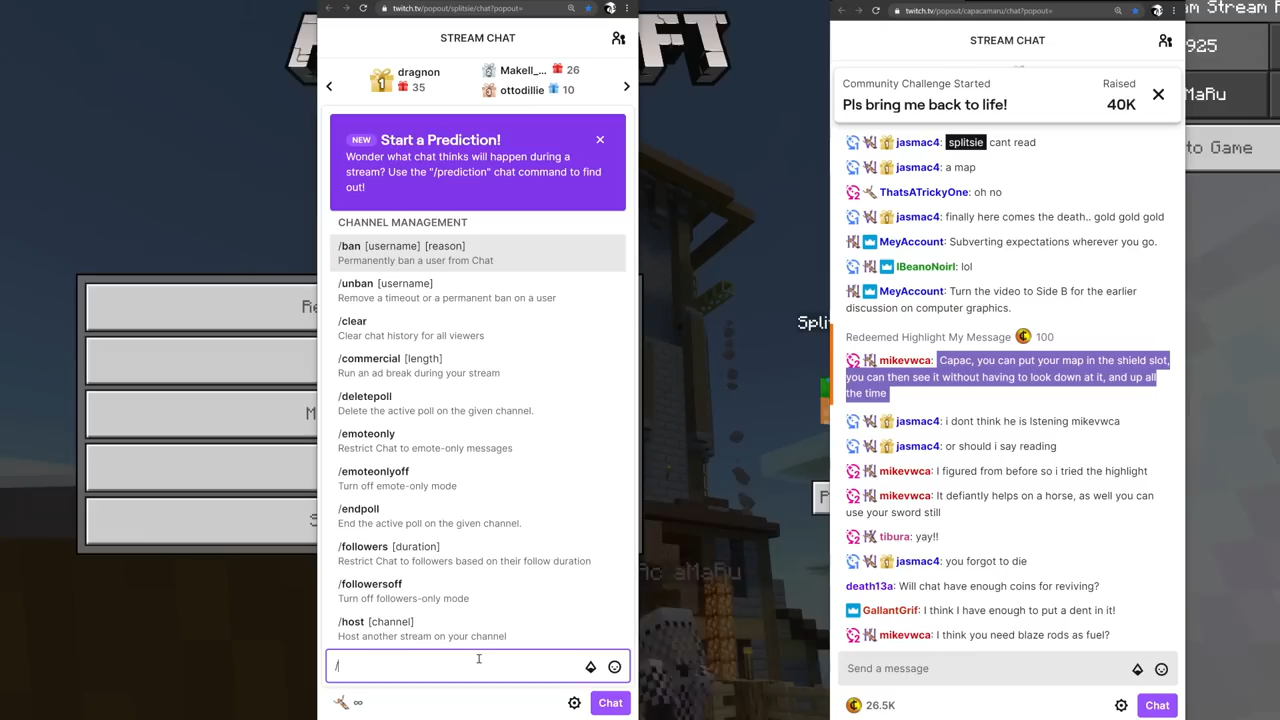 twitch.tv/popout/splitsie/chat?popout=
STREAM CHAT
dragnon
35
Makell_... 26
ottodillie 10
NEW Start a Prediction!
Wonder what chat thinks will happen during a
stream? Use the "/prediction" chat command to find
out!
CHANNEL MANAGEMENT
/ban [username] [reason]
Permanently ban a user from Chat
/unban [username]
Remove a timeout or a permanent ban on a user
/clear
Clear chat history for all viewers
/commercial [length]
Run an ad break during your stream
/deletepoll
Delete the active poll on the given channel.
/emoteonly
Restrict Chat to emote-only messages
/emoteonlyoff
Turn off emote-only mode
/endpoll
End the active poll on the given channel.
/followers [duration]
Restrict Chat to followers based on their follow duration
/followersoff
Turn off followers-only mode
/host [channel]
Host another stream on your channel
/
∞
Chat
twitch.tv/popout/capacamaru/chat?popout=
STREAM CHAT
Community Challenge Started
Raised
Pls bring me back to life!
40K
jasmac4: splitsie cant read
jasmac4: a map
ThatsATrickyOne: oh no
jasmac4: finally here comes the death.. gold gold gold
MeyAccount: Subverting expectations wherever you go.
IBeanoNoirI: lol
MeyAccount: Turn the video to Side B for the earlier
discussion on computer graphics.
Redeemed Highlight My Message 100
mikevwca: Capac, you can put your map in the shield slot,
you can then see it without having to look down at it, and up all
the time
jasmac4: i dont think he is lstening mikevwca
jasmac4: or should i say reading
mikevwca: I figured from before so i tried the highlight
mikevwca: It defiantly helps on a horse, as well you can
use your sword still
tibura: yay!!
jasmac4: you forgot to die
death13a: Will chat have enough coins for reviving?
GallantGrif: I think I have enough to put a dent in it!
mikevwca: I think you need blaze rods as fuel?
Send a message
26.5K
Chat
Split
aMaRu
925
MaRu
to Game